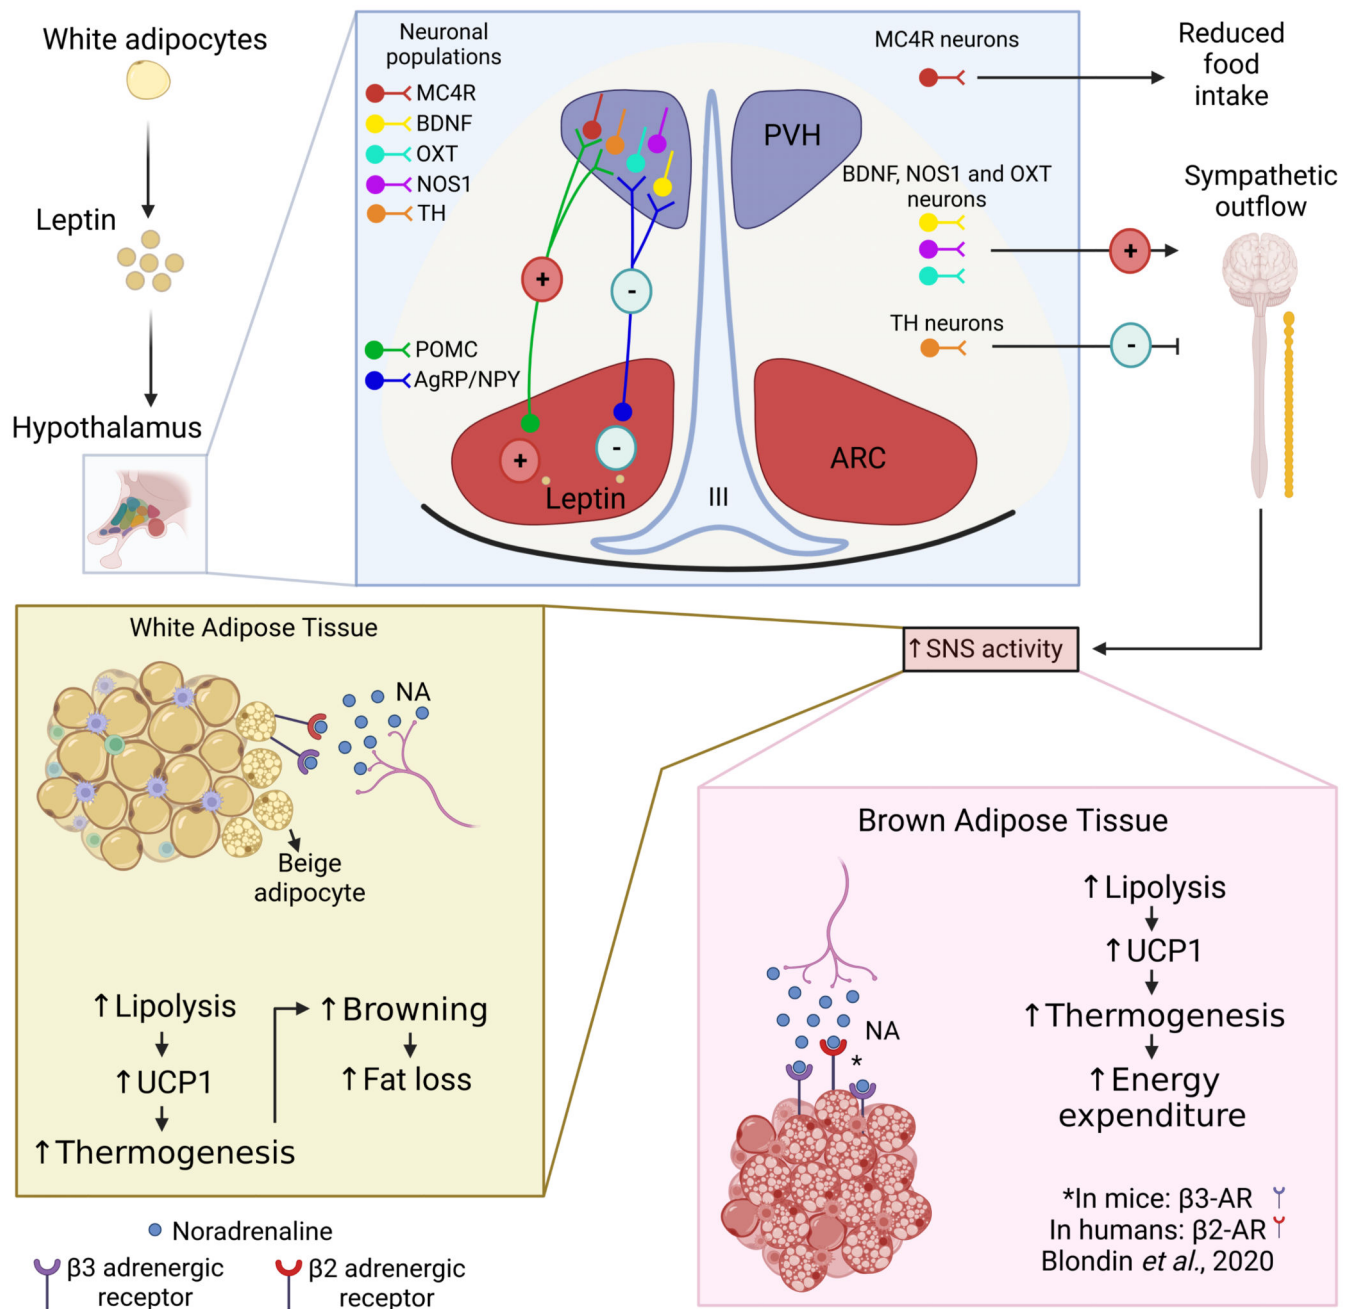 White adipocytes
Leptin
Hypothalamus
Neuronal
populations
MC4R
BDNF
OXT
NOS1
TH
POMC
AgRP/NPY
PVH
+
-
+
-
Leptin
III
ARC
MC4R neurons
BDNF, NOS1 and OXT
neurons
+
TH neurons
-
Reduced
food
intake
Sympathetic
outflow
↑SNS activity
White Adipose Tissue
NA
Beige
adipocyte
↑Lipolysis
↑UCP1
↑Thermogenesis
↑Browning
↑Fat loss
Brown Adipose Tissue
NA
*
↑Lipolysis
↑UCP1
↑Thermogenesis
↑Energy
expenditure
*In mice: β3-AR
In humans: β2-AR
Blondin et al., 2020
Noradrenaline
β3 adrenergic
receptor
β2 adrenergic
receptor